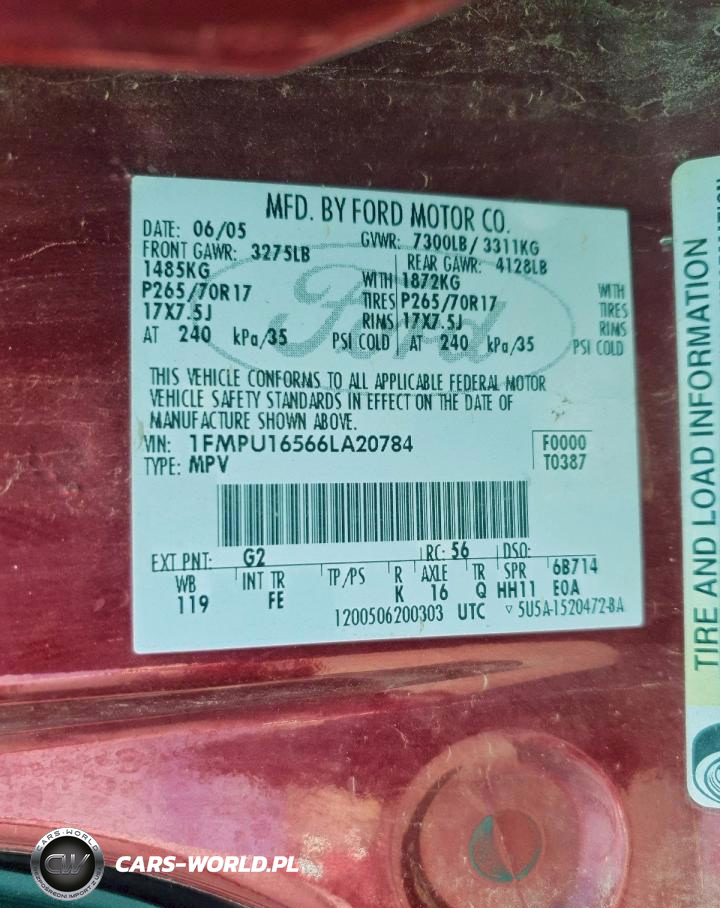 MFD. BY FORD MOTOR CO.
DATE: 06/05 GVWR: 7300LB / 3311KG
FRONT GAWR: 3275LB REAR GAWR: 4128LB
1485KG WITH 1872KG WITH
P265/70R17 TIRES P265/70R17 TIRES
17X7.5J RIMS 17X7.5J RIMS
AT 240 kPa/35 PSI COLD AT 240 kPa/35 PSI COLD
Ford
THIS VEHICLE CONFORMS TO ALL APPLICABLE FEDERAL MOTOR
VEHICLE SAFETY STANDARDS IN EFFECT ON THE DATE OF
MANUFACTURE SHOWN ABOVE.
VIN: 1FMPU16566LA20784 F0000
TYPE: MPV T0387
EXT PNT: G2 RC: 56 DSO:
WB INT TR TP/PS R AXLE TR SPR 6B714
119 FE K 16 Q HH11 E0A
1200506200303 UTC ▽ 5U5A-1520472-BA
TIRE AND LOAD INFORMATION
CARS-WORLD
CW
CARS-WORLD.PL